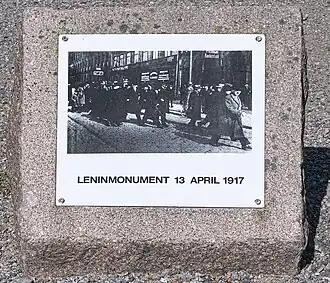 LENINMONUMENT 13 APRIL 1917